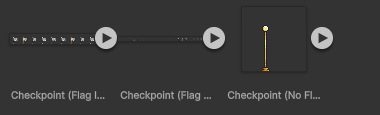 Checkpoint (Flag I...
Checkpoint (Flag ...
Checkpoint (No Fl...